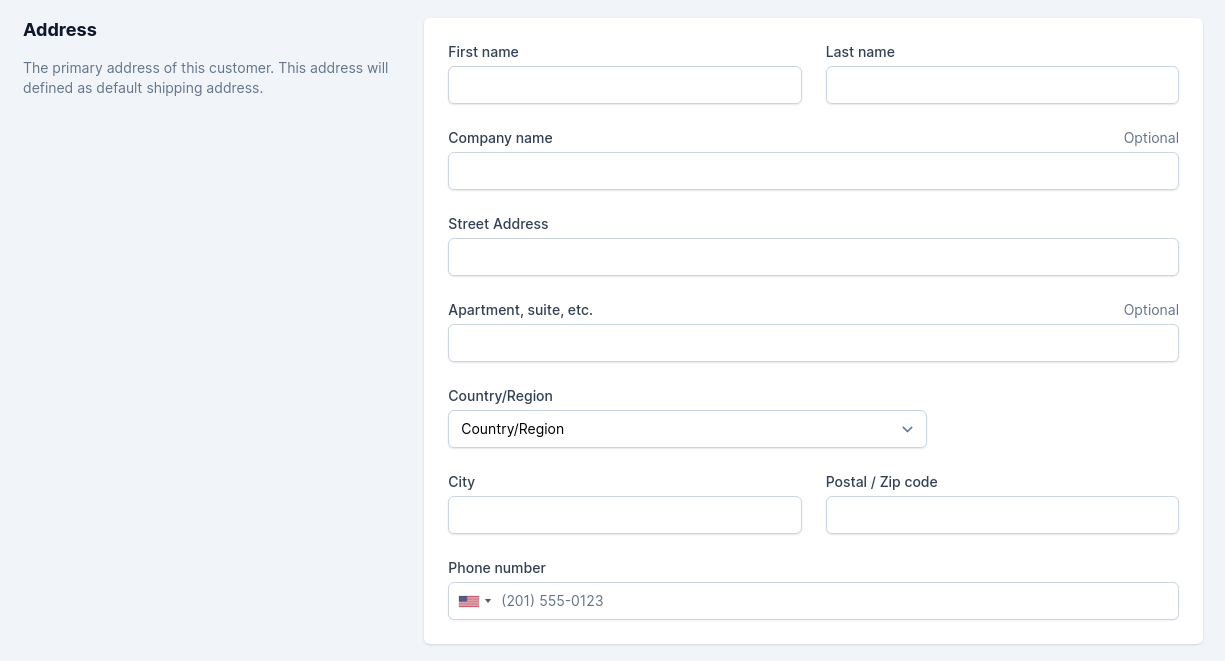 Address
The primary address of this customer. This address will
defined as default shipping address.
First name
Last name
Company name
Optional
Street Address
Apartment, suite, etc.
Optional
Country/Region
Country/Region
City
Postal / Zip code
Phone number
(201) 555-0123